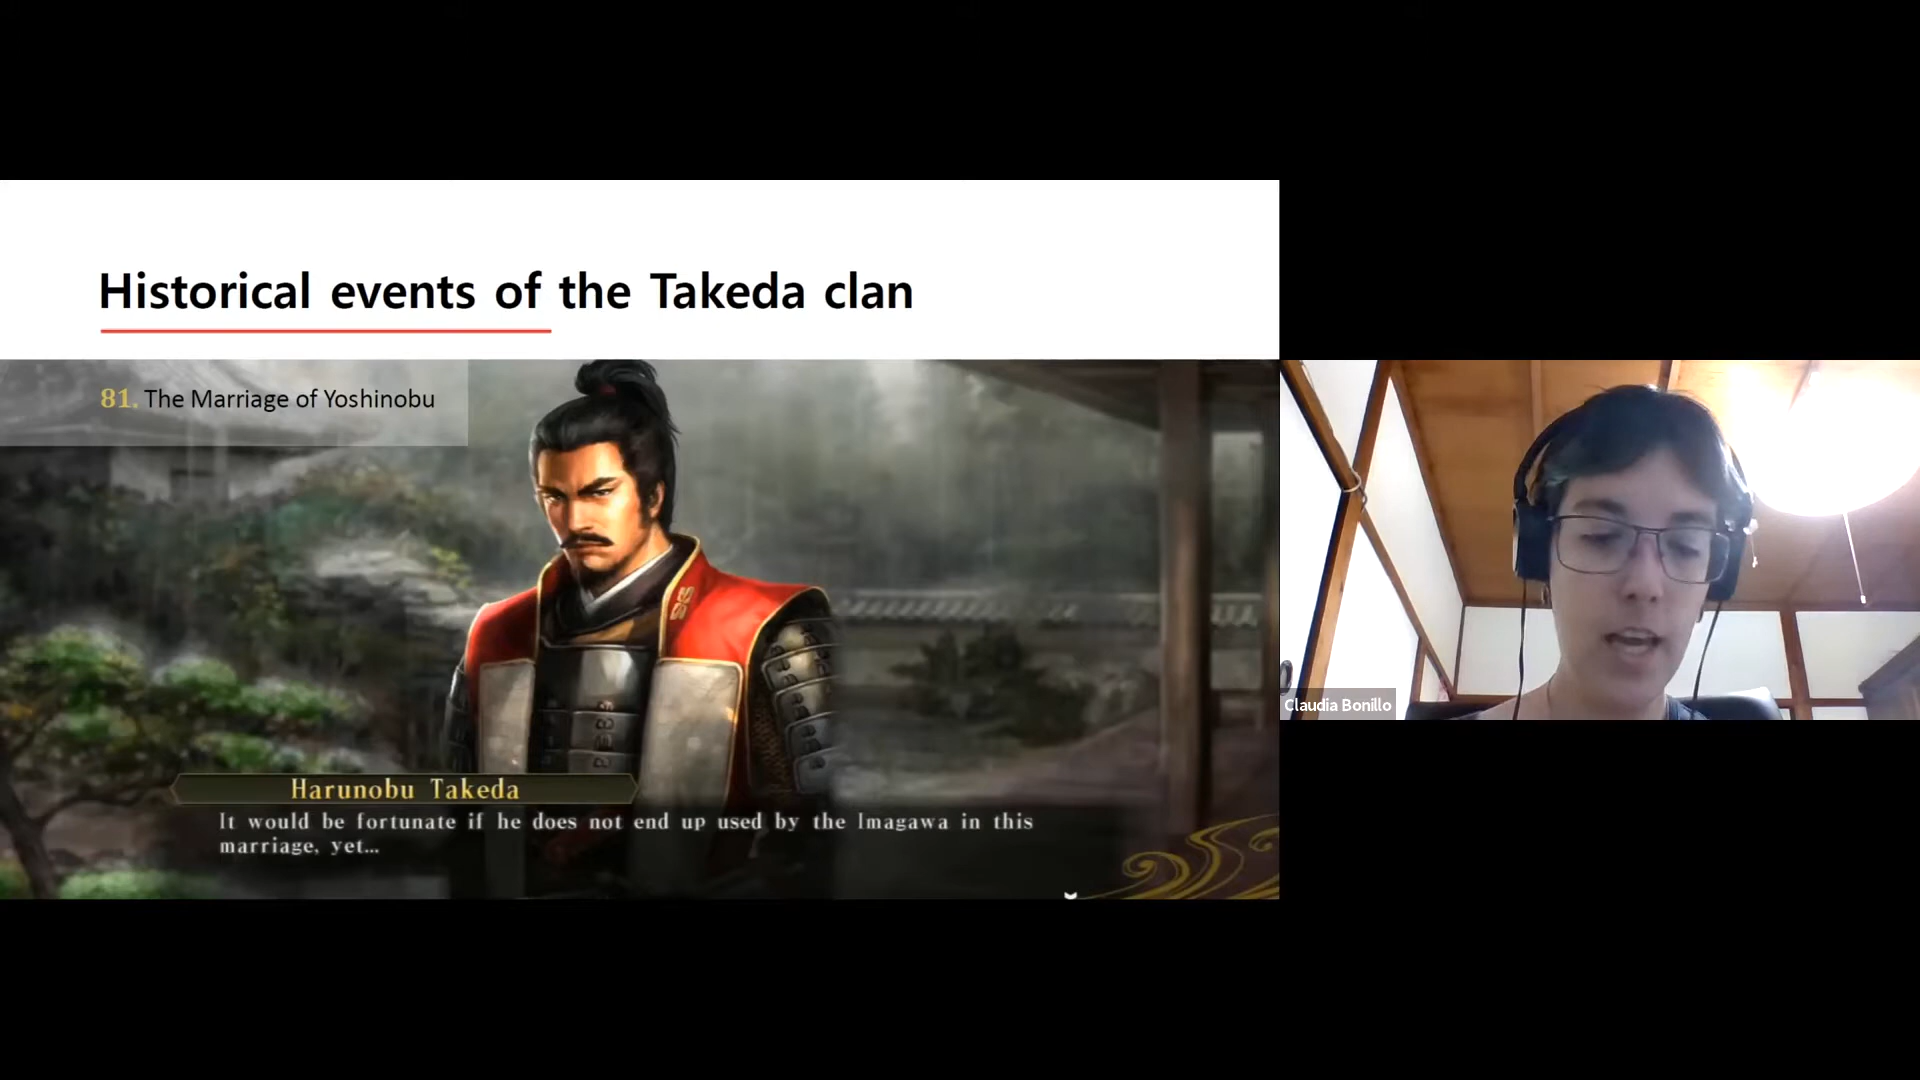 Historical events of the Takeda clan
81. The Marriage of Yoshinobu
Harunobu Takeda
It would be fortunate if he does not end up used by the Imagawa in this
marriage, yet...
Claudia Bonillo